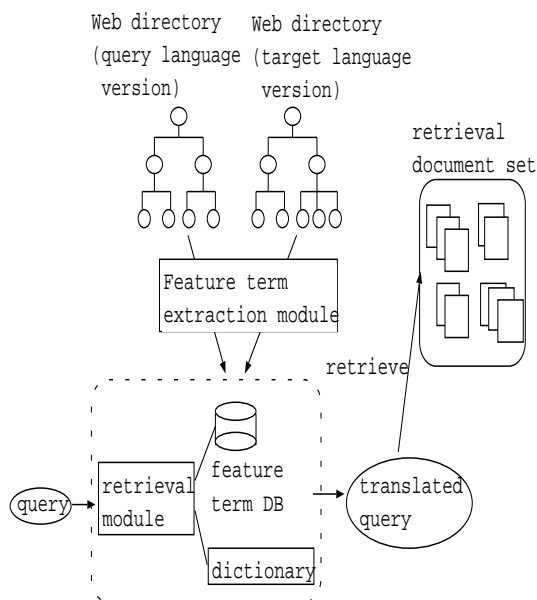 Web directory
(query language
version)
Web directory
(target language
version)
retrieval
document set
Feature term
extraction module
retrieve
query
retrieval
module
feature
term DB
dictionary
translated
query